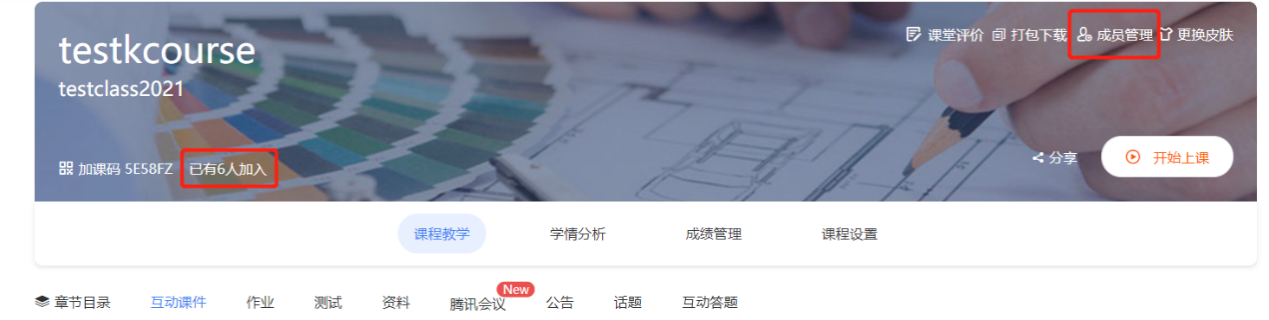 testkcourse
课堂评价 打包下载 成员管理 更换皮肤
testclass2021
加课码 5E58FZ 已有6人加入
分享 开始上课
课程教学 学情分析 成绩管理 课程设置
章节目录 互动课件 作业 测试 资料 腾讯会议 New 公告 话题 互动答题